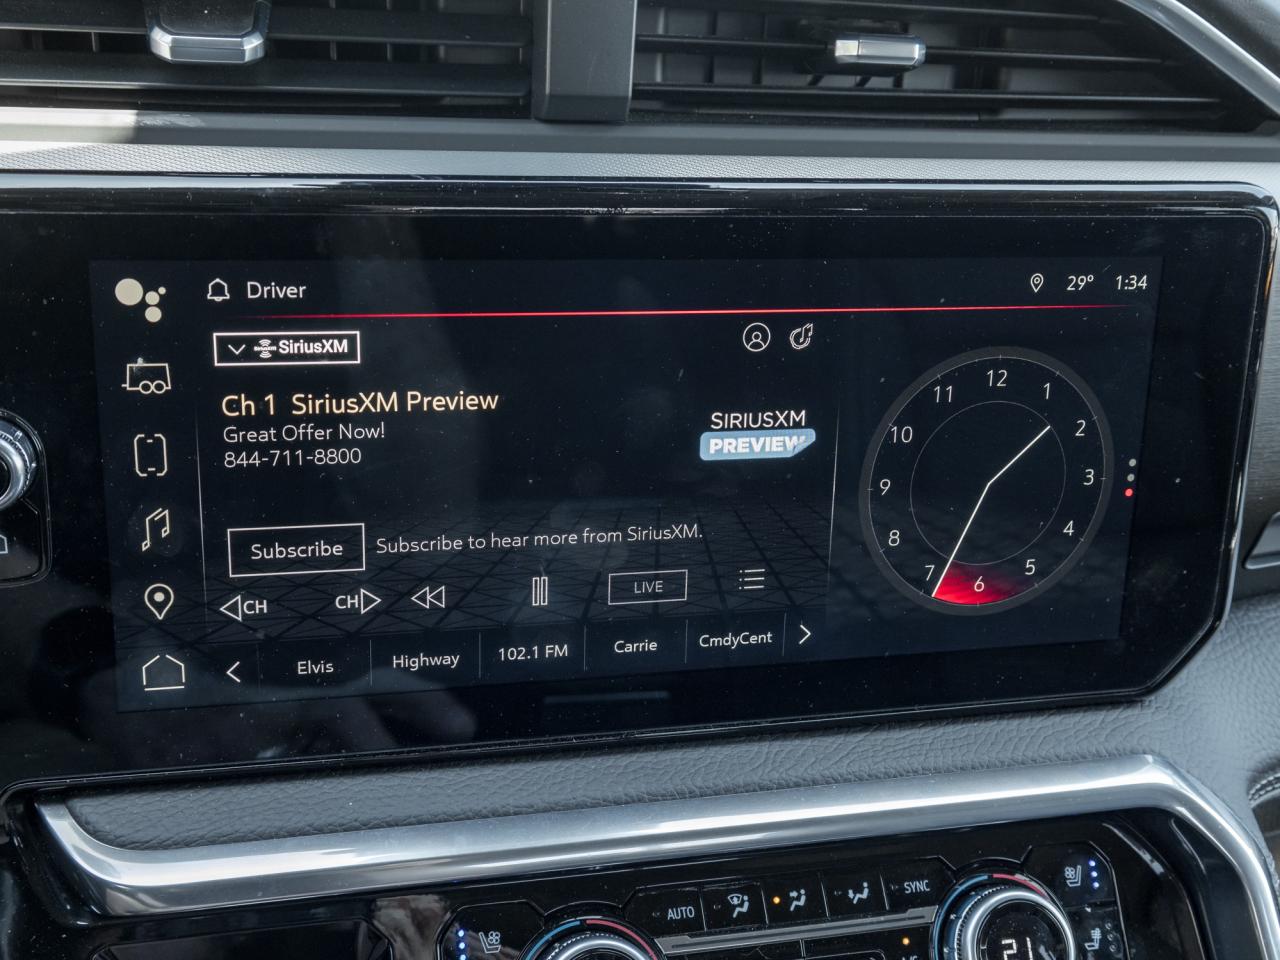 Driver
29° 1:34
SiriusXM
Ch 1 SiriusXM Preview
Great Offer Now!
844-711-8800
SIRIUSXM
PREVIEW
Subscribe Subscribe to hear more from SiriusXM.
CH CH LIVE
Elvis Highway 102.1 FM Carrie CmdyCent
12
1
2
3
4
5
6
7
8
9
10
11
AUTO SYNC
21